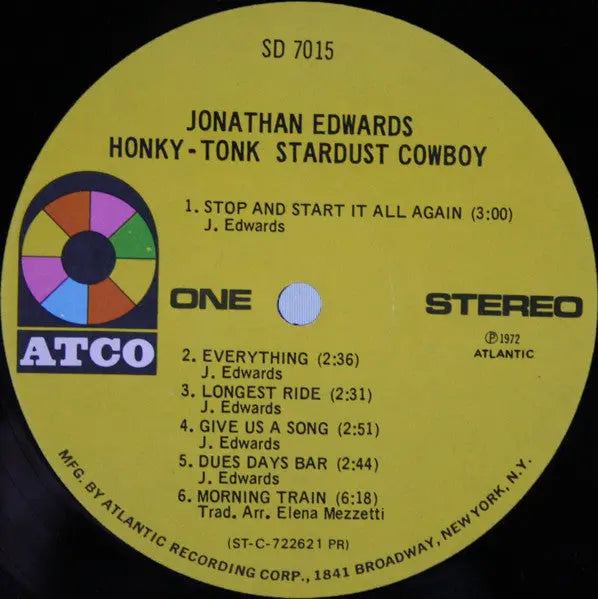 SD 7015
JONATHAN EDWARDS
HONKY-TONK STARDUST COWBOY
1. STOP AND START IT ALL AGAIN (3:00)
J. Edwards
ATCO
ONE
STEREO
Ⓟ1972
ATLANTIC
2. EVERYTHING (2:36)
J. Edwards
3. LONGEST RIDE (2:31)
J. Edwards
4. GIVE US A SONG (2:51)
J. Edwards
5. DUES DAYS BAR (2:44)
J. Edwards
6. MORNING TRAIN (6:18)
Trad. Arr. Elena Mezzetti
(ST-C-722621 PR)
MFG. BY ATLANTIC RECORDING CORP., 1841 BROADWAY, NEW YORK, N.Y.